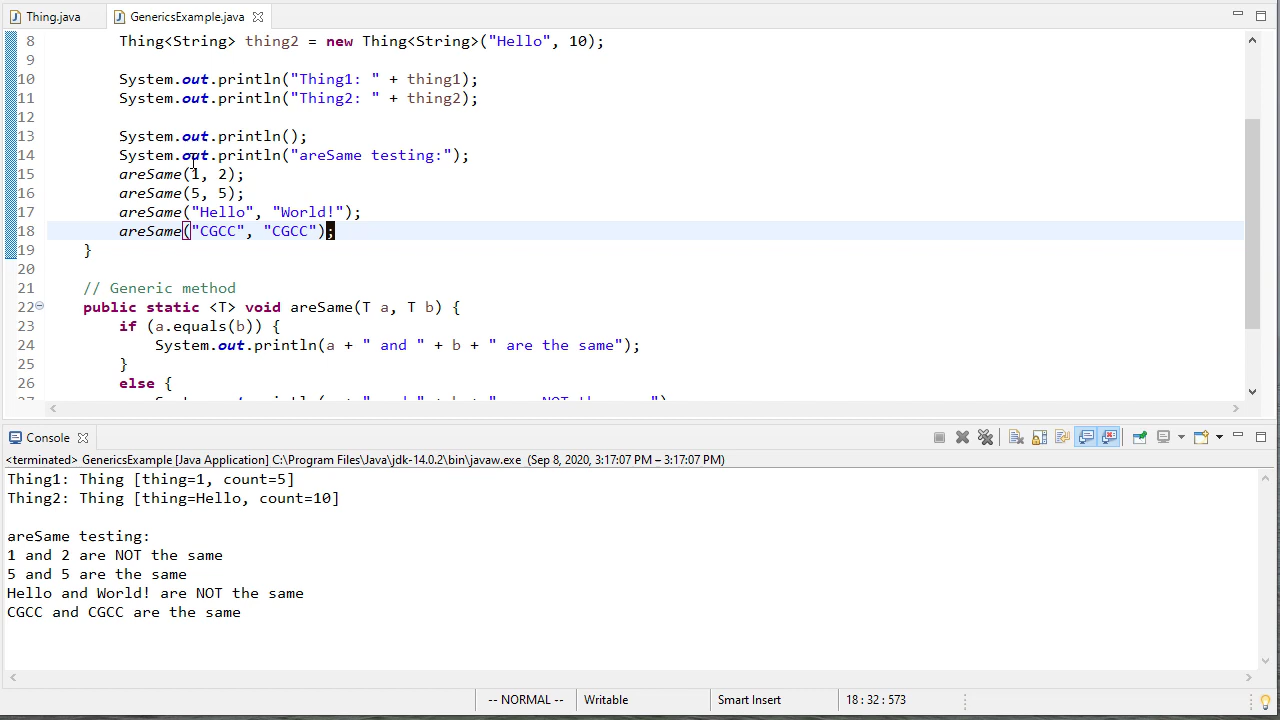 Thing.java
GenericsExample.java
8 Thing<String> thing2 = new Thing<String>("Hello", 10);
9
10 System.out.println("Thing1: " + thing1);
11 System.out.println("Thing2: " + thing2);
12
13 System.out.println();
14 System.out.println("areSame testing:");
15 areSame(1, 2);
16 areSame(5, 5);
17 areSame("Hello", "World!");
18 areSame("CGCC", "CGCC");
19 }
20
21 // Generic method
22 public static <T> void areSame(T a, T b) {
23 if (a.equals(b)) {
24 System.out.println(a + " and " + b + " are the same");
25 }
26 else {
Console
<terminated> GenericsExample [Java Application] C:\Program Files\Java\jdk-14.0.2\bin\javaw.exe (Sep 8, 2020, 3:17:07 PM – 3:17:07 PM)
Thing1: Thing [thing=1, count=5]
Thing2: Thing [thing=Hello, count=10]
areSame testing:
1 and 2 are NOT the same
5 and 5 are the same
Hello and World! are NOT the same
CGCC and CGCC are the same
-- NORMAL -- Writable Smart Insert 18 : 32 : 573